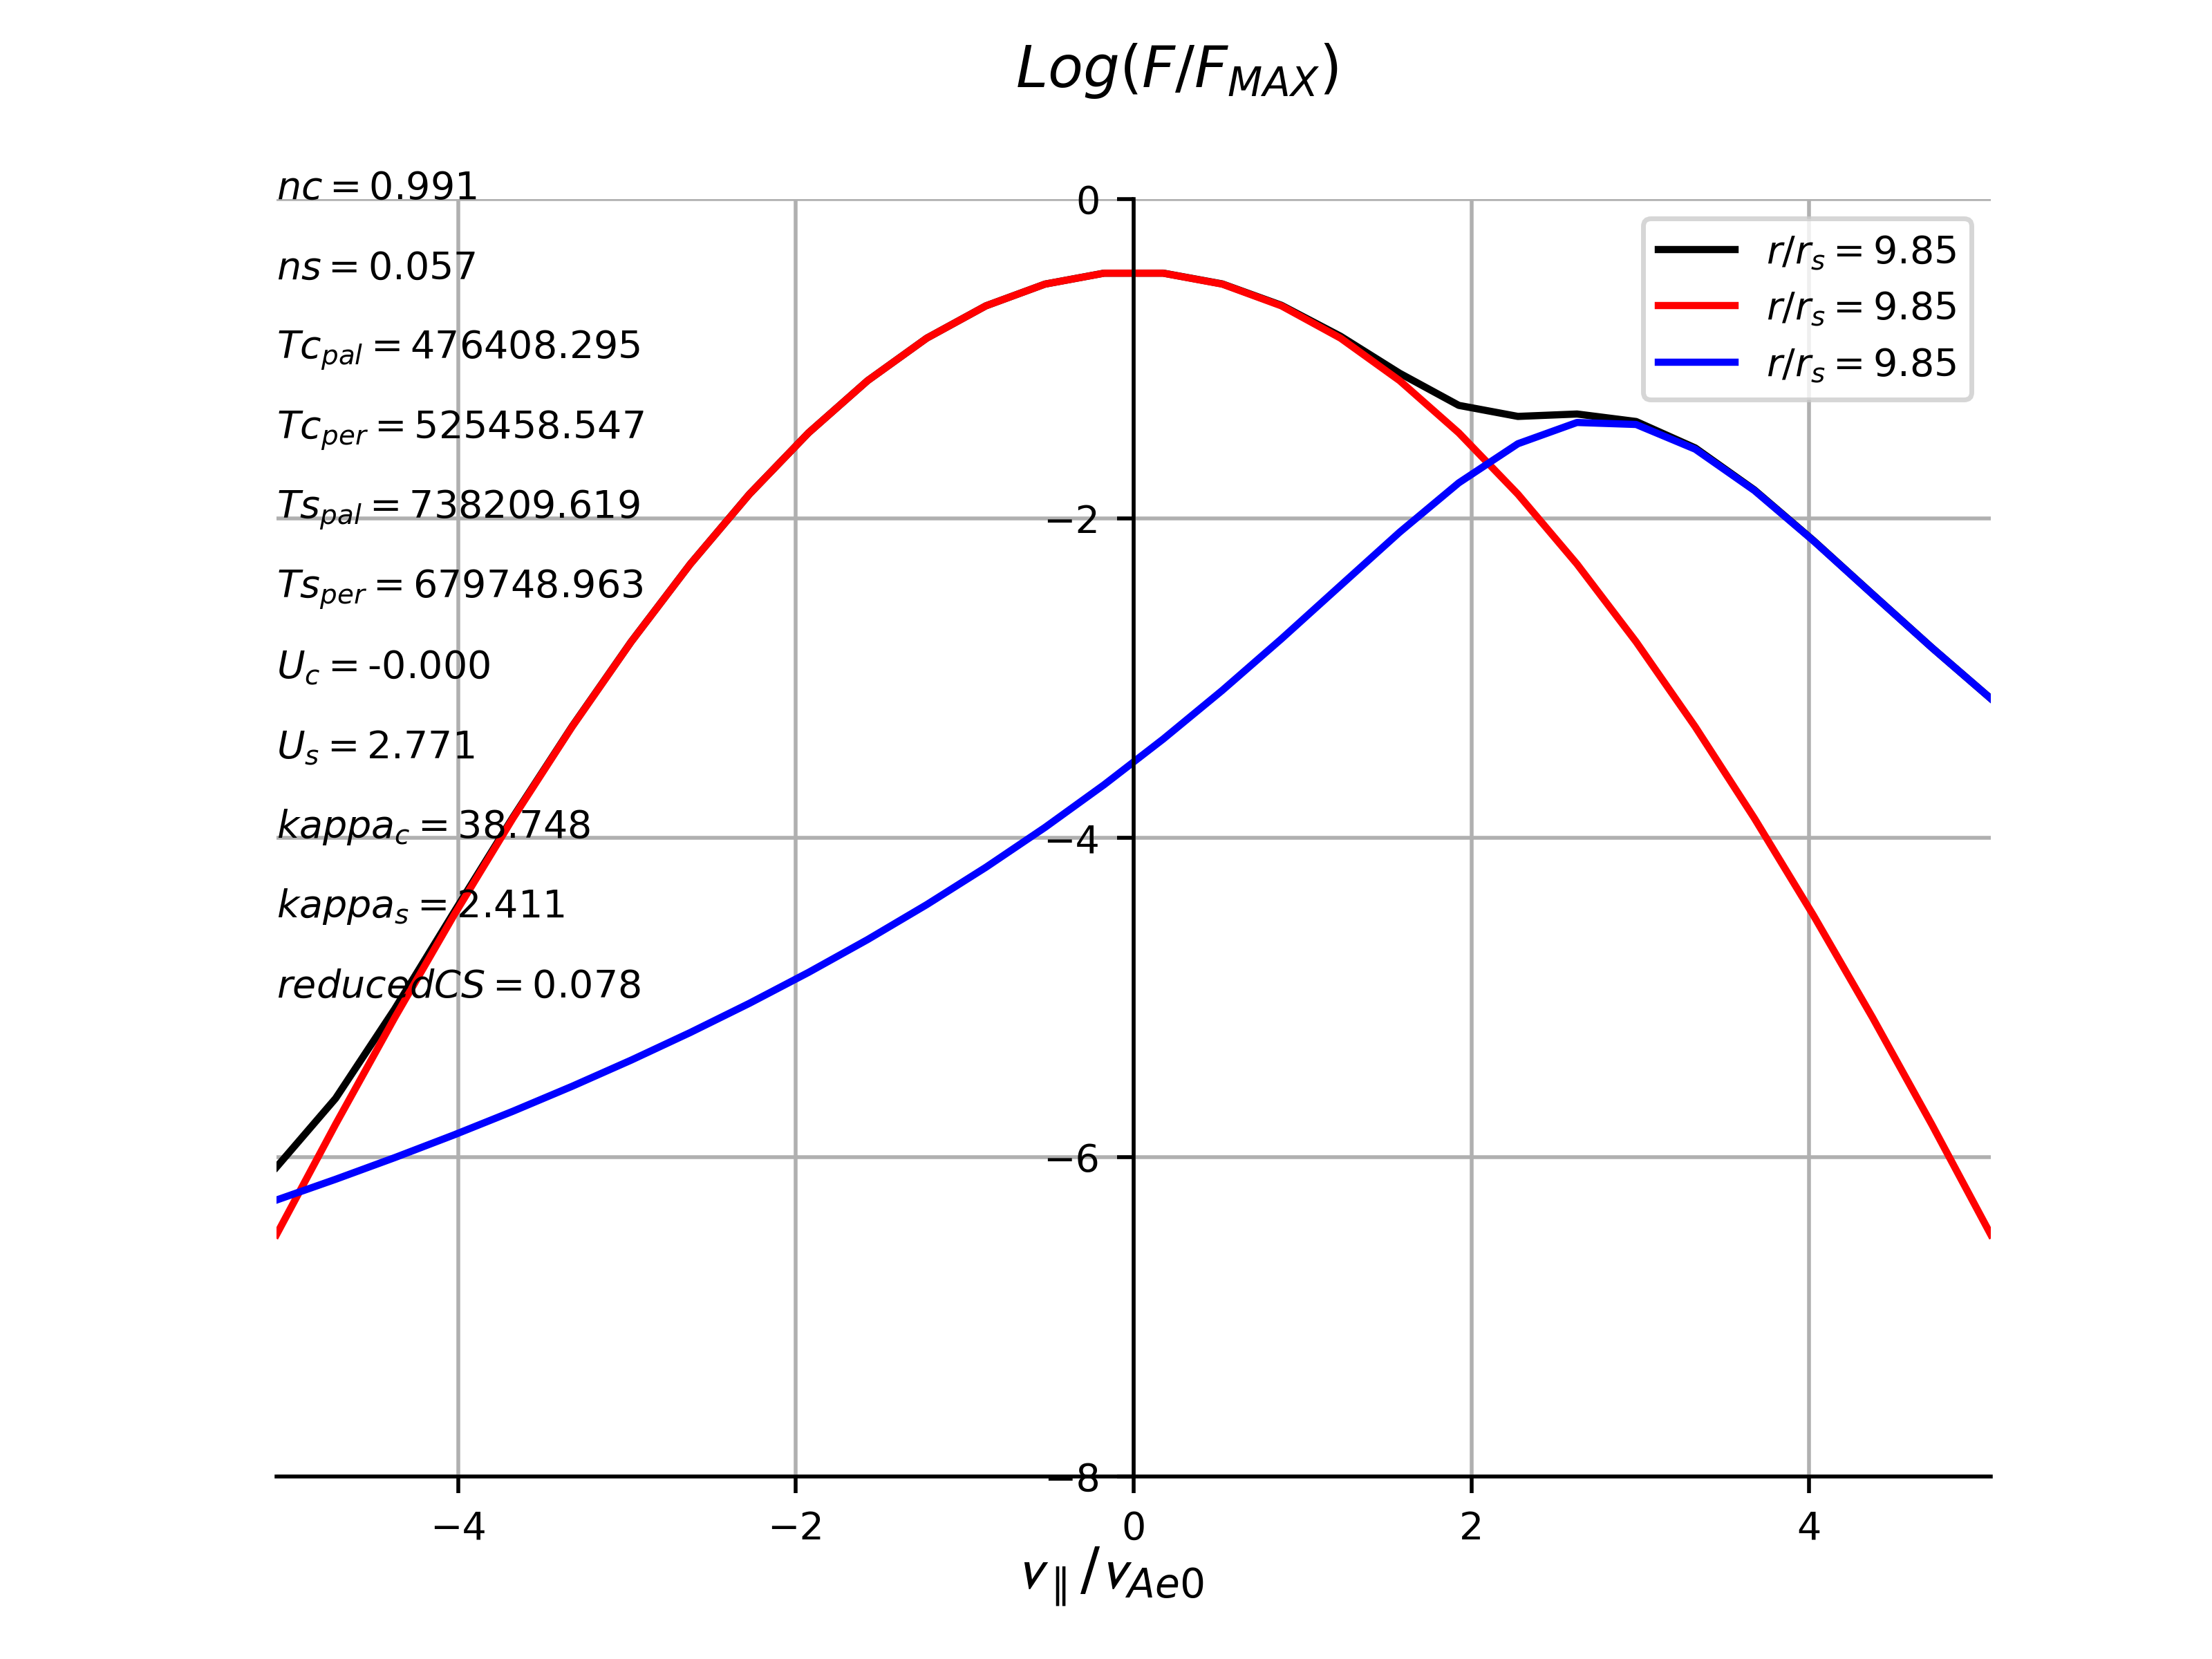 Log(F/F_MAX)
nc = 0.991
ns = 0.057
Tc_pal = 476408.295
Tc_per = 525458.547
Ts_pal = 738209.619
Ts_per = 679748.963
U_c = -0.000
U_s = 2.771
kappa_c = 38.748
kappa_s = 2.411
reducedCS = 0.078
0
−2
−4
−6
−8
r/r_s = 9.85
r/r_s = 9.85
r/r_s = 9.85
−4 −2 0 2 4
v_∥/v_Ae0